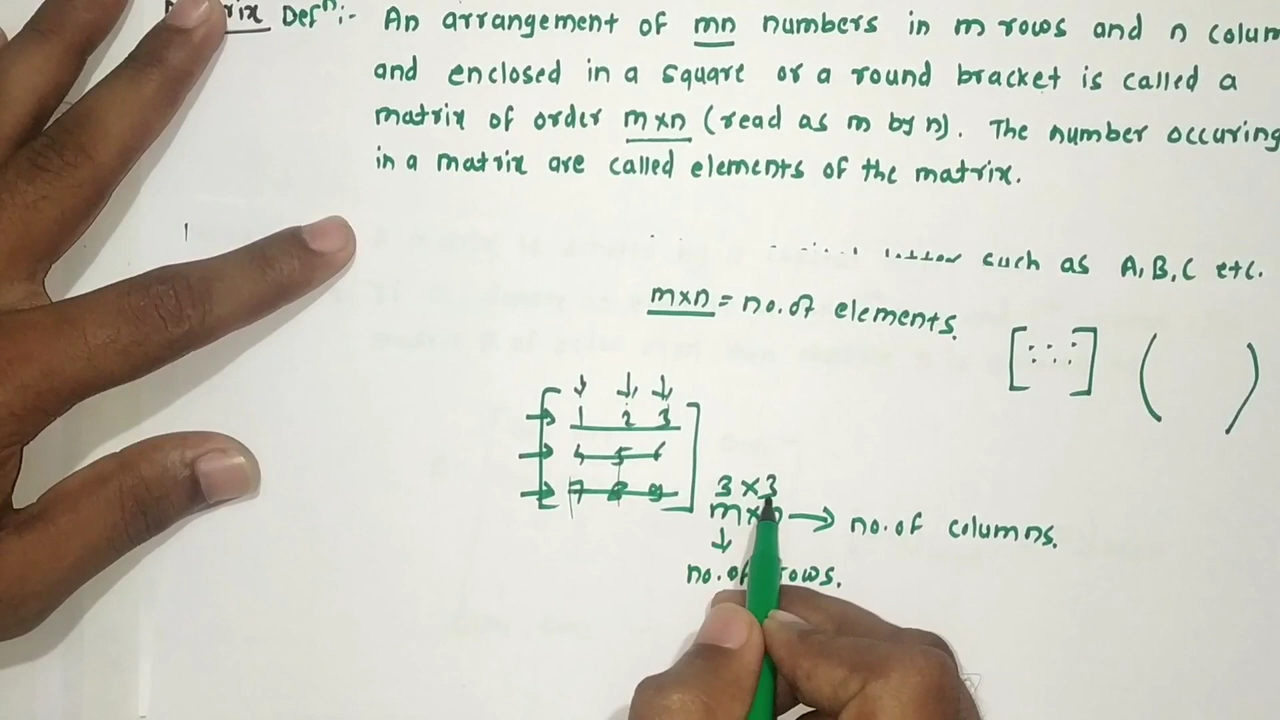 Defⁿ:- An arrangement of mn numbers in m rows and n colum
and enclosed in a square or a round bracket is called a
matrix of order m×n (read as m by n). The number occuring
in a matrix are called elements of the matrix.
such as A, B, C etc.
m×n = no. of elements.
1 2 3
4 5 6
7 8 9
3 × 3
m × n → no. of columns.
↓
no. of rows.